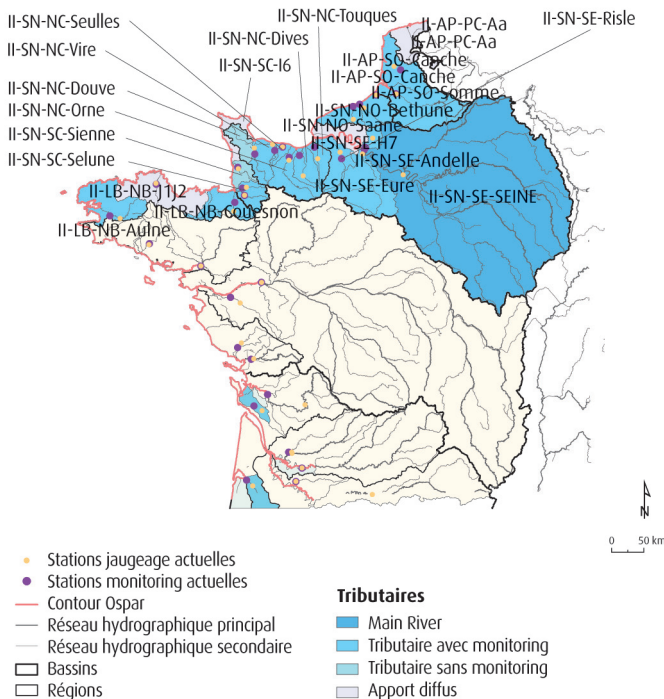 II-SN-NC-Seulles
II-SN-NC-Touques
II-AP-PC-Aa
II-SN-SE-Risle
II-SN-NC-Vire
II-SN-NC-Dives
II-AP-PC-Aa
II-SN-SC-I6
II-AP-SO-Canche
II-AP-SO-Canche
II-SN-NC-Douve
II-AP-SO-Somme
II-SN-NC-Orne
II-SN-NO-Bethune
II-SN-NO-Saane
II-SN-SC-Sienne
II-SN-SE-H7
II-SN-SC-Selune
II-SN-SE-Andelle
II-LB-NB-J1J2
II-SN-SE-Eure
II-SN-SE-SEINE
II-LB-NB-Couesnon
II-LB-NB-Aulne
N
0 50 km
Stations jaugeage actuelles
Stations monitoring actuelles
Contour Ospar
Réseau hydrographique principal
Réseau hydrographique secondaire
Bassins
Régions
Tributaires
Main River
Tributaire avec monitoring
Tributaire sans monitoring
Apport diffus